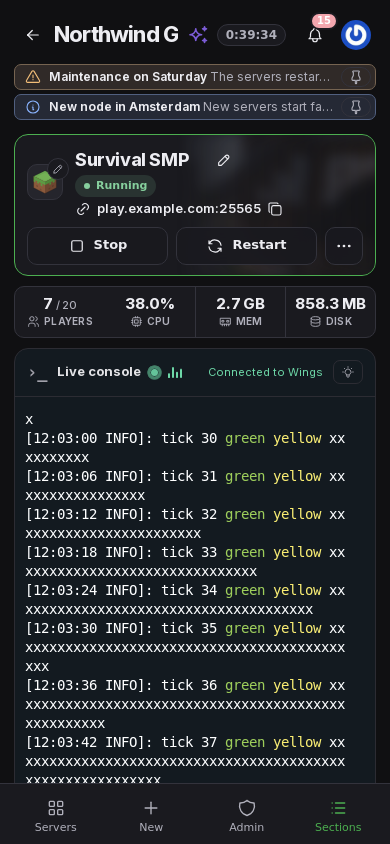 Northwind G
0:39:34
15
Maintenance on Saturday The servers restar...
New node in Amsterdam New servers start fa...
Survival SMP
Running
play.example.com:25565
Stop
Restart
7 / 20
PLAYERS
38.0%
CPU
2.7 GB
MEM
858.3 MB
DISK
Live console
Connected to Wings
x
[12:03:00 INFO]: tick 30 green yellow xx
xxxxxxxx
[12:03:06 INFO]: tick 31 green yellow xx
xxxxxxxxxxxxxxx
[12:03:12 INFO]: tick 32 green yellow xx
xxxxxxxxxxxxxxxxxxxxxx
[12:03:18 INFO]: tick 33 green yellow xx
xxxxxxxxxxxxxxxxxxxxxxxxxxxxx
[12:03:24 INFO]: tick 34 green yellow xx
xxxxxxxxxxxxxxxxxxxxxxxxxxxxxxxxxxxx
[12:03:30 INFO]: tick 35 green yellow xx
xxxxxxxxxxxxxxxxxxxxxxxxxxxxxxxxxxxxxxxx
xxx
[12:03:36 INFO]: tick 36 green yellow xx
xxxxxxxxxxxxxxxxxxxxxxxxxxxxxxxxxxxxxxxx
xxxxxxxxxx
[12:03:42 INFO]: tick 37 green yellow xx
xxxxxxxxxxxxxxxxxxxxxxxxxxxxxxxxxxxxxxxx
xxxxxxxxxxxxxxxxx
Servers
New
Admin
Sections